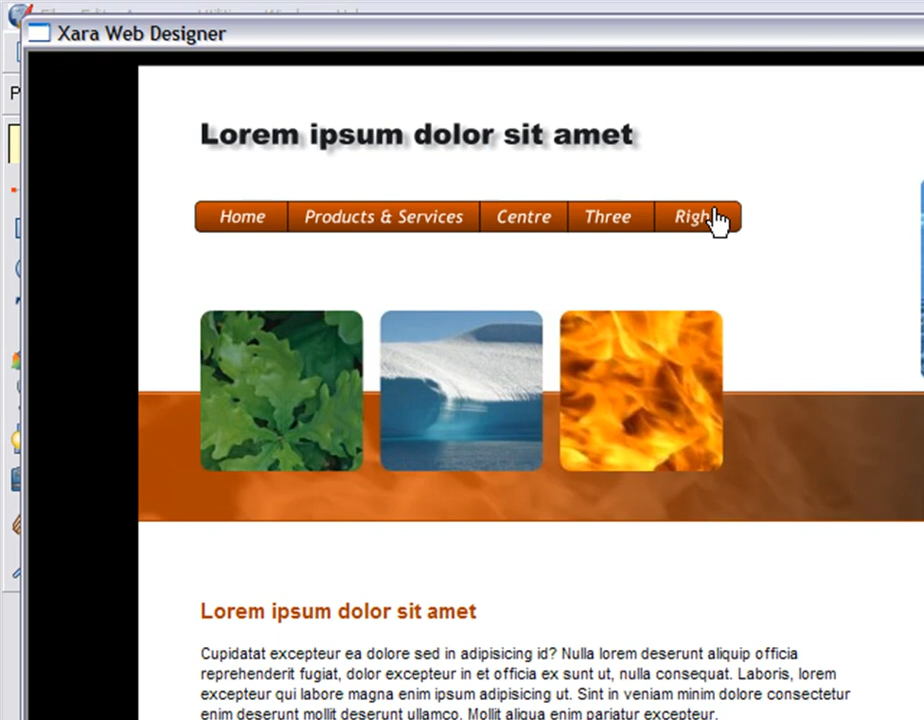 Xara Web Designer
Lorem ipsum dolor sit amet
Home Products & Services Centre Three
Lorem ipsum dolor sit amet
Cupidatat excepteur ea dolore sed in adipisicing id? Nulla lorem deserunt aliquip officia
reprehenderit fugiat, dolor excepteur in et officia ex sunt ut, nulla consequat. Laboris, lorem
excepteur qui labore magna enim ipsum adipisicing ut. Sint in veniam minim dolore consectetur
enim deserunt mollit deserunt ullamco. Mollit aliqua enim pariatur excepteur.